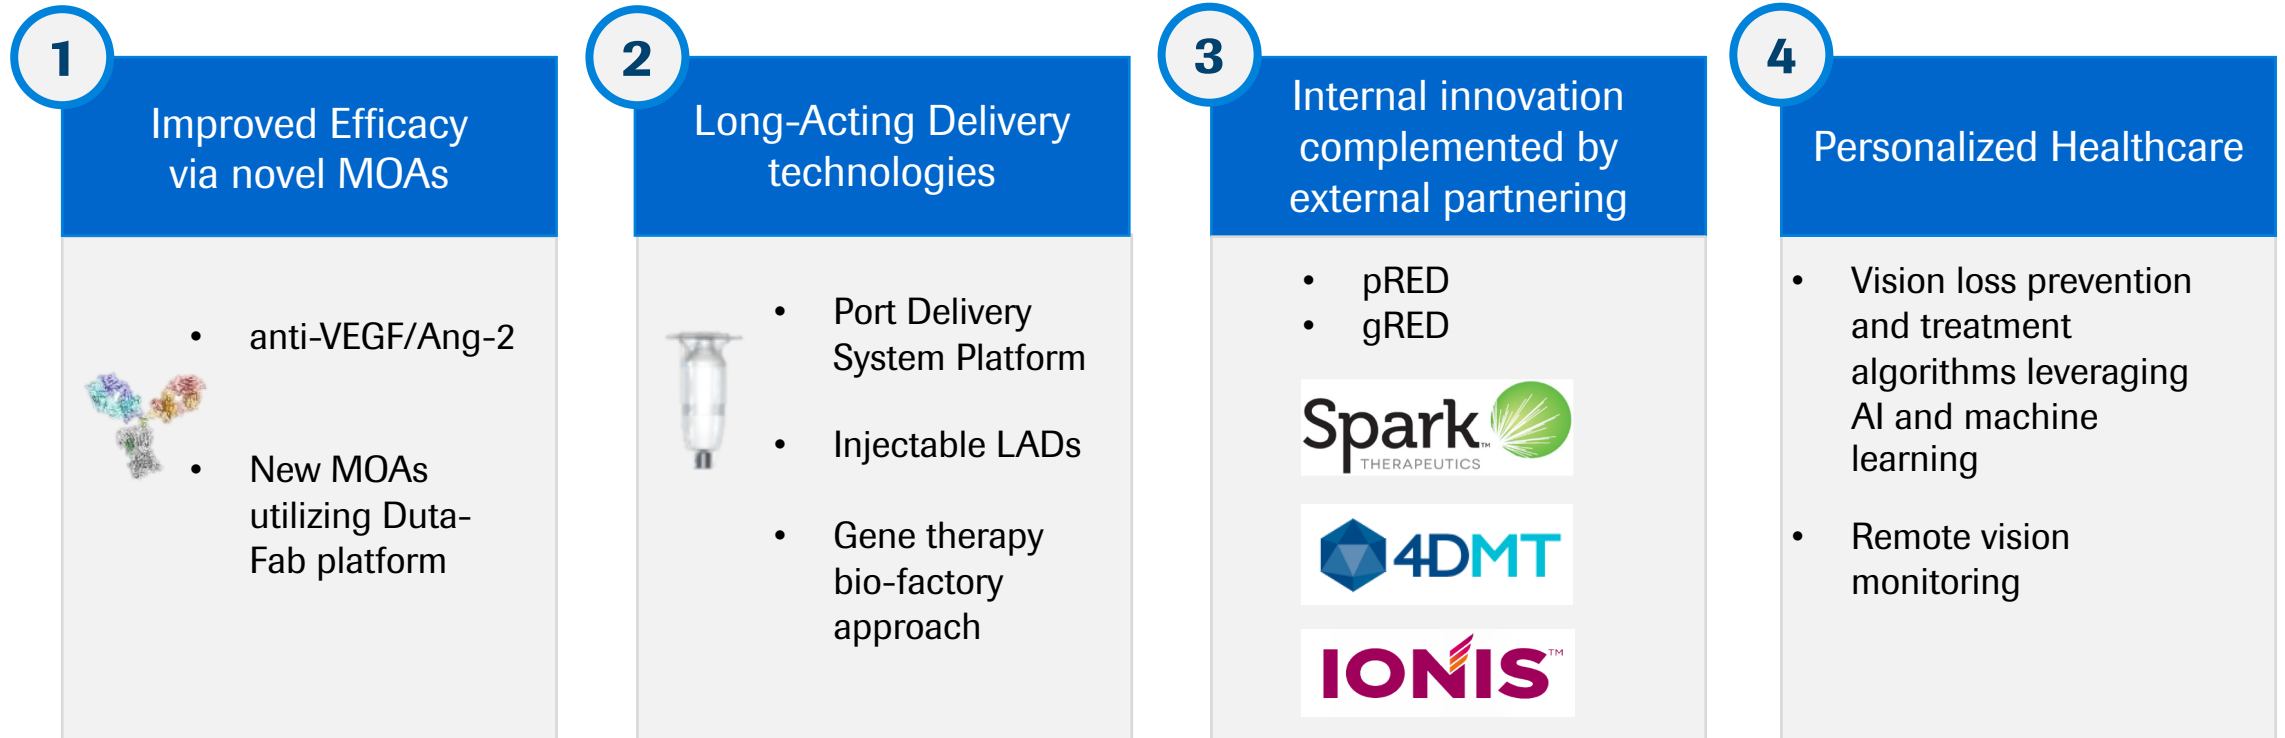 1
Improved Efficacy
via novel MOAs
• anti-VEGF/Ang-2
• New MOAs
utilizing Duta-
Fab platform
2
Long-Acting Delivery
technologies
• Port Delivery
System Platform
• Injectable LADs
• Gene therapy
bio-factory
approach
3
Internal innovation
complemented by
external partnering
• pRED
• gRED
Spark™
THERAPEUTICS
4DMT
IONIS™
4
Personalized Healthcare
• Vision loss prevention
and treatment
algorithms leveraging
AI and machine
learning
• Remote vision
monitoring